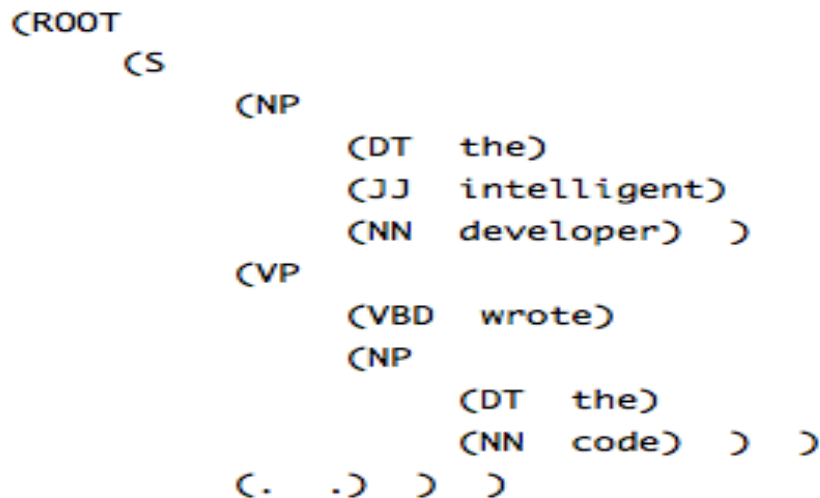 (ROOT
(S
(NP
(DT the)
(JJ intelligent)
(NN developer) )
(VP
(VBD wrote)
(NP
(DT the)
(NN code) ) )
(. .) ) )